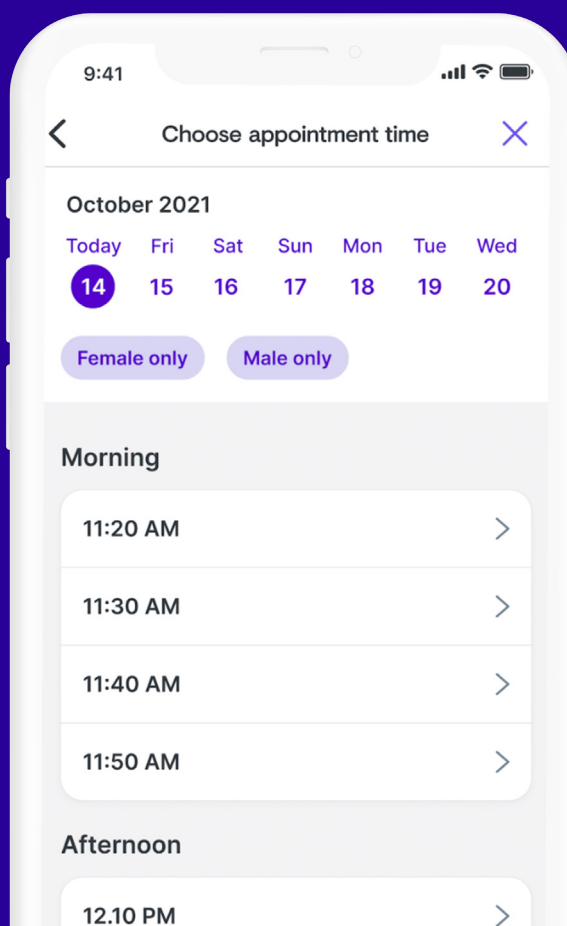 9:41
Choose appointment time
October 2021
Today Fri Sat Sun Mon Tue Wed
14 15 16 17 18 19 20
Female only Male only
Morning
11:20 AM
11:30 AM
11:40 AM
11:50 AM
Afternoon
12.10 PM